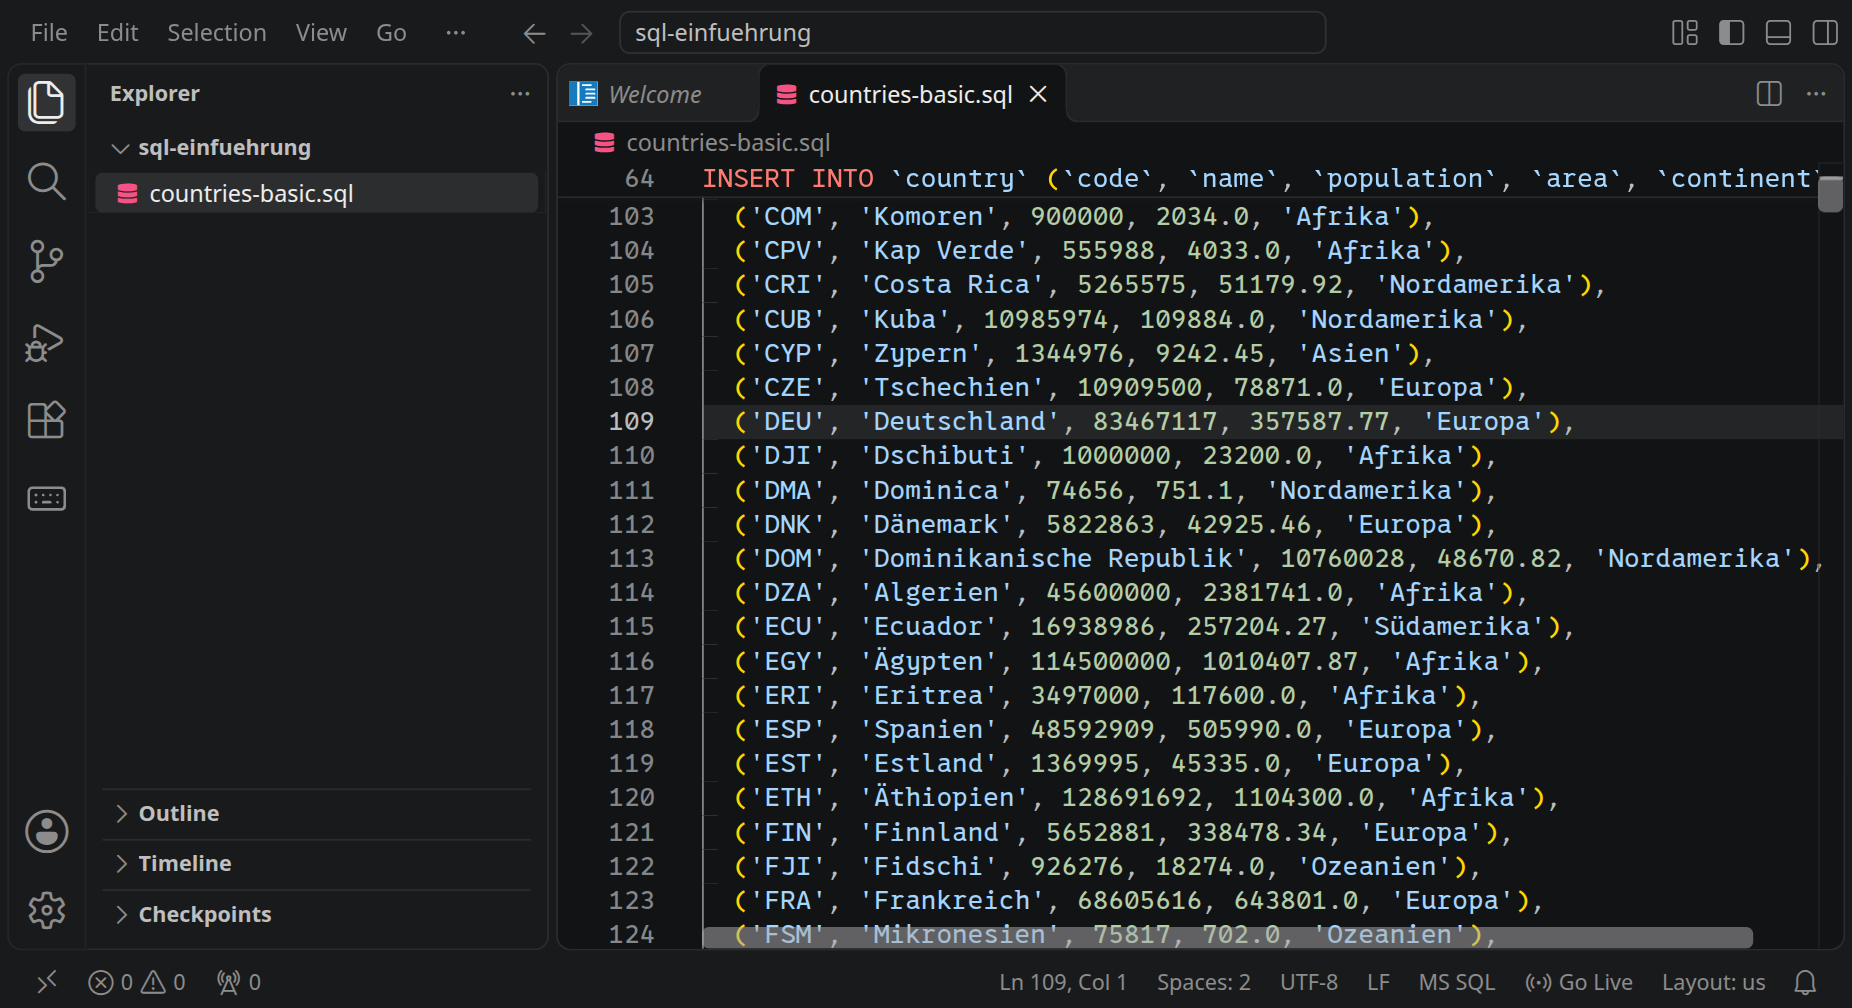 File Edit Selection View Go ··· sql-einfuehrung
Explorer ···
sql-einfuehrung
countries-basic.sql
Outline
Timeline
Checkpoints
Welcome countries-basic.sql ···
countries-basic.sql
64 INSERT INTO `country` (`code`, `name`, `population`, `area`, `continent`
103 ('COM', 'Komoren', 900000, 2034.0, 'Afrika'),
104 ('CPV', 'Kap Verde', 555988, 4033.0, 'Afrika'),
105 ('CRI', 'Costa Rica', 5265575, 51179.92, 'Nordamerika'),
106 ('CUB', 'Kuba', 10985974, 109884.0, 'Nordamerika'),
107 ('CYP', 'Zypern', 1344976, 9242.45, 'Asien'),
108 ('CZE', 'Tschechien', 10909500, 78871.0, 'Europa'),
109 ('DEU', 'Deutschland', 83467117, 357587.77, 'Europa'),
110 ('DJI', 'Dschibuti', 1000000, 23200.0, 'Afrika'),
111 ('DMA', 'Dominica', 74656, 751.1, 'Nordamerika'),
112 ('DNK', 'Dänemark', 5822863, 42925.46, 'Europa'),
113 ('DOM', 'Dominikanische Republik', 10760028, 48670.82, 'Nordamerika'),
114 ('DZA', 'Algerien', 45600000, 2381741.0, 'Afrika'),
115 ('ECU', 'Ecuador', 16938986, 257204.27, 'Südamerika'),
116 ('EGY', 'Ägypten', 114500000, 1010407.87, 'Afrika'),
117 ('ERI', 'Eritrea', 3497000, 117600.0, 'Afrika'),
118 ('ESP', 'Spanien', 48592909, 505990.0, 'Europa'),
119 ('EST', 'Estland', 1369995, 45335.0, 'Europa'),
120 ('ETH', 'Äthiopien', 128691692, 1104300.0, 'Afrika'),
121 ('FIN', 'Finnland', 5652881, 338478.34, 'Europa'),
122 ('FJI', 'Fidschi', 926276, 18274.0, 'Ozeanien'),
123 ('FRA', 'Frankreich', 68605616, 643801.0, 'Europa'),
124 ('FSM', 'Mikronesien', 75817, 702.0, 'Ozeanien'),
0 0 0 Ln 109, Col 1 Spaces: 2 UTF-8 LF MS SQL Go Live Layout: us